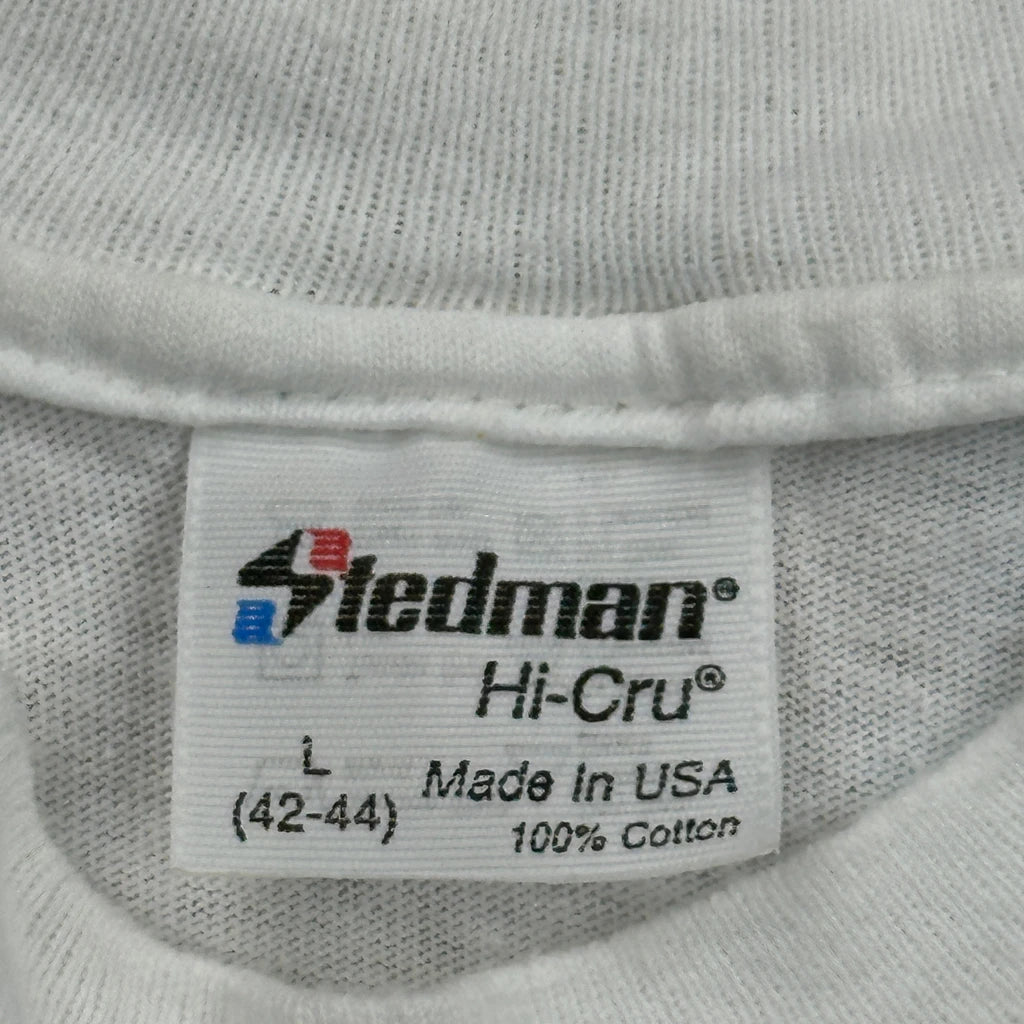 Stedman®
Hi-Cru®
L
(42-44)
Made In USA
100% Cotton